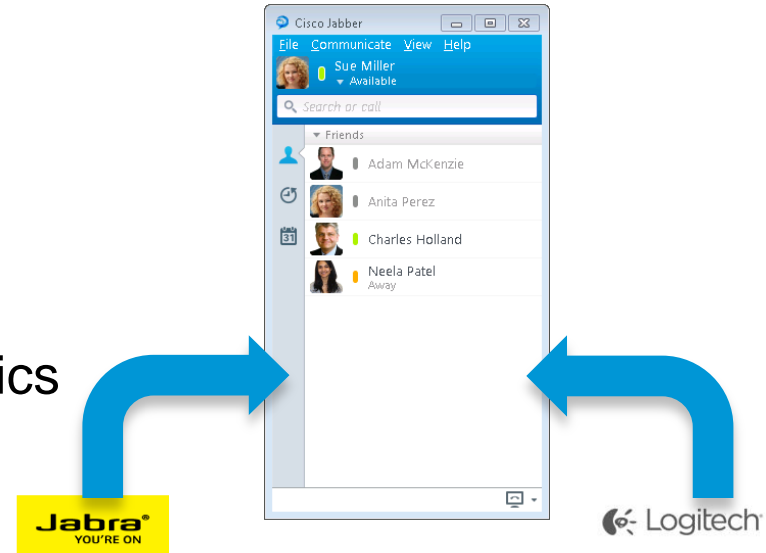 Cisco Jabber
File Communicate View Help
Sue Miller
Available
Search or call
Friends
Adam McKenzie
Anita Perez
31
Charles Holland
Neela Patel
Away
ics
Jabra®
YOU'RE ON
Logitech